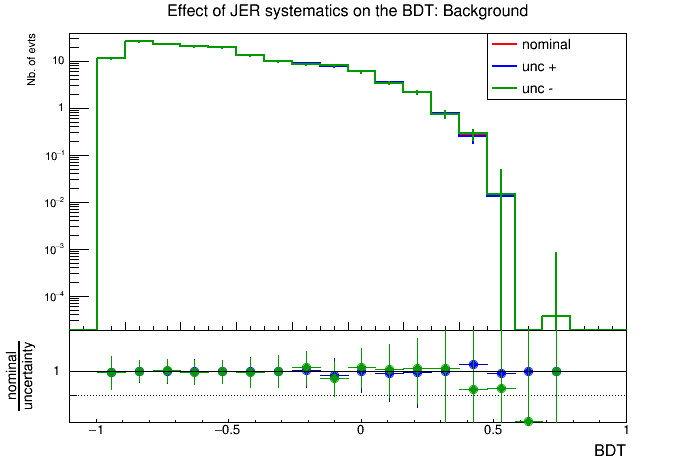 Effect of JER systematics on the BDT: Background
Nb. of evts
nominal
unc +
unc -
10
1
10⁻¹
10⁻²
10⁻³
10⁻⁴
nominal
uncertainty
1
−1
−0.5
0
0.5
1
BDT